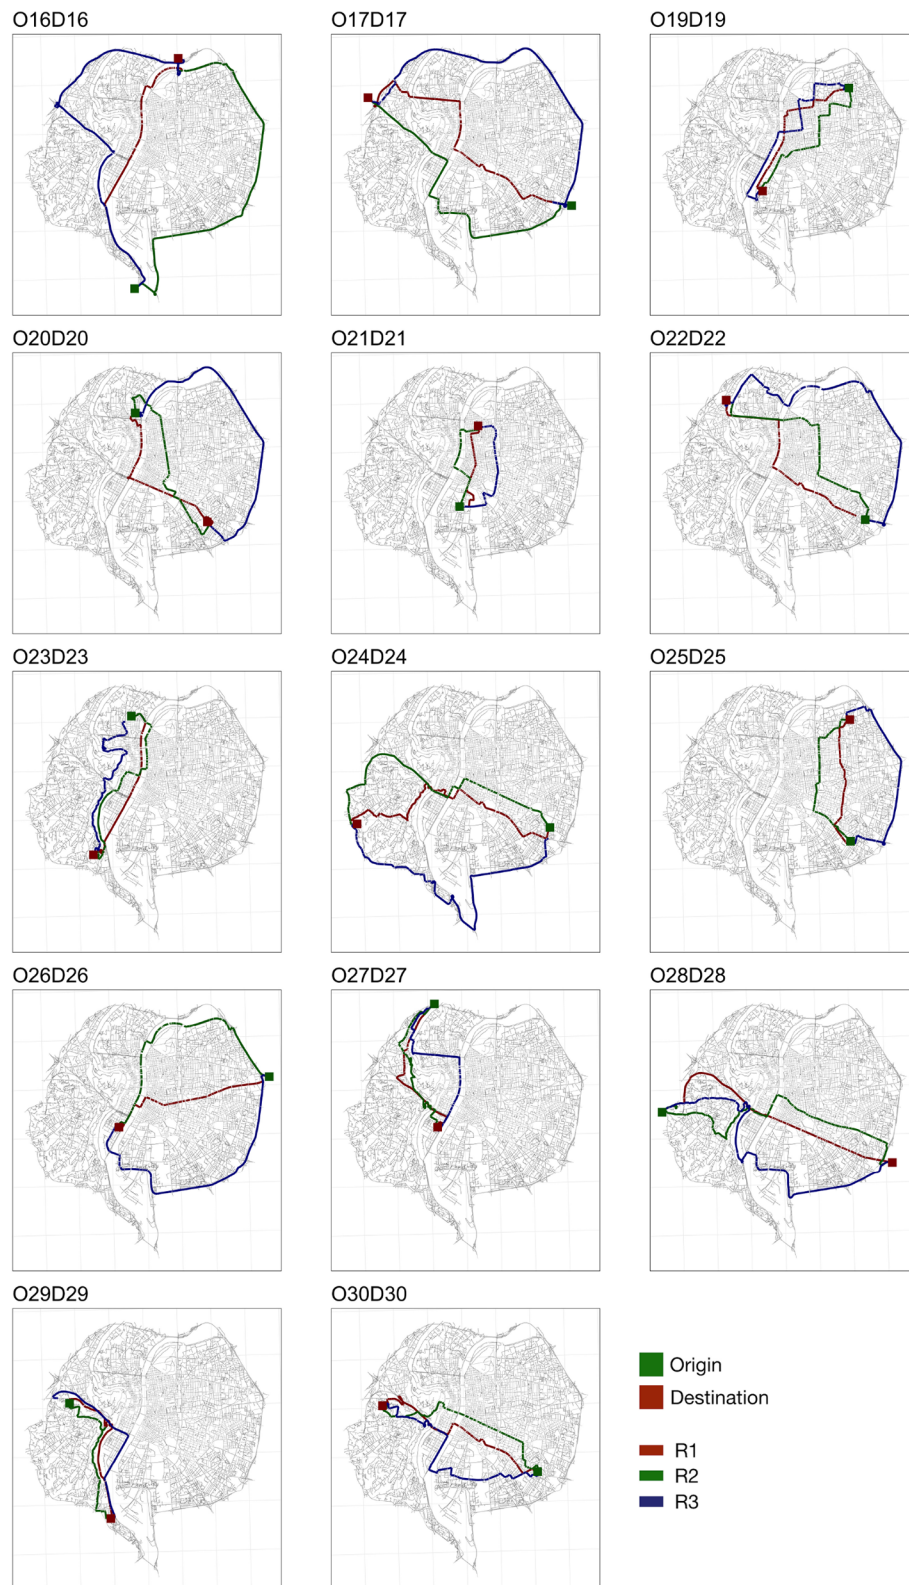 O16D16
O17D17
O19D19
O20D20
O21D21
O22D22
O23D23
O24D24
O25D25
O26D26
O27D27
O28D28
O29D29
O30D30
Origin
Destination
R1
R2
R3